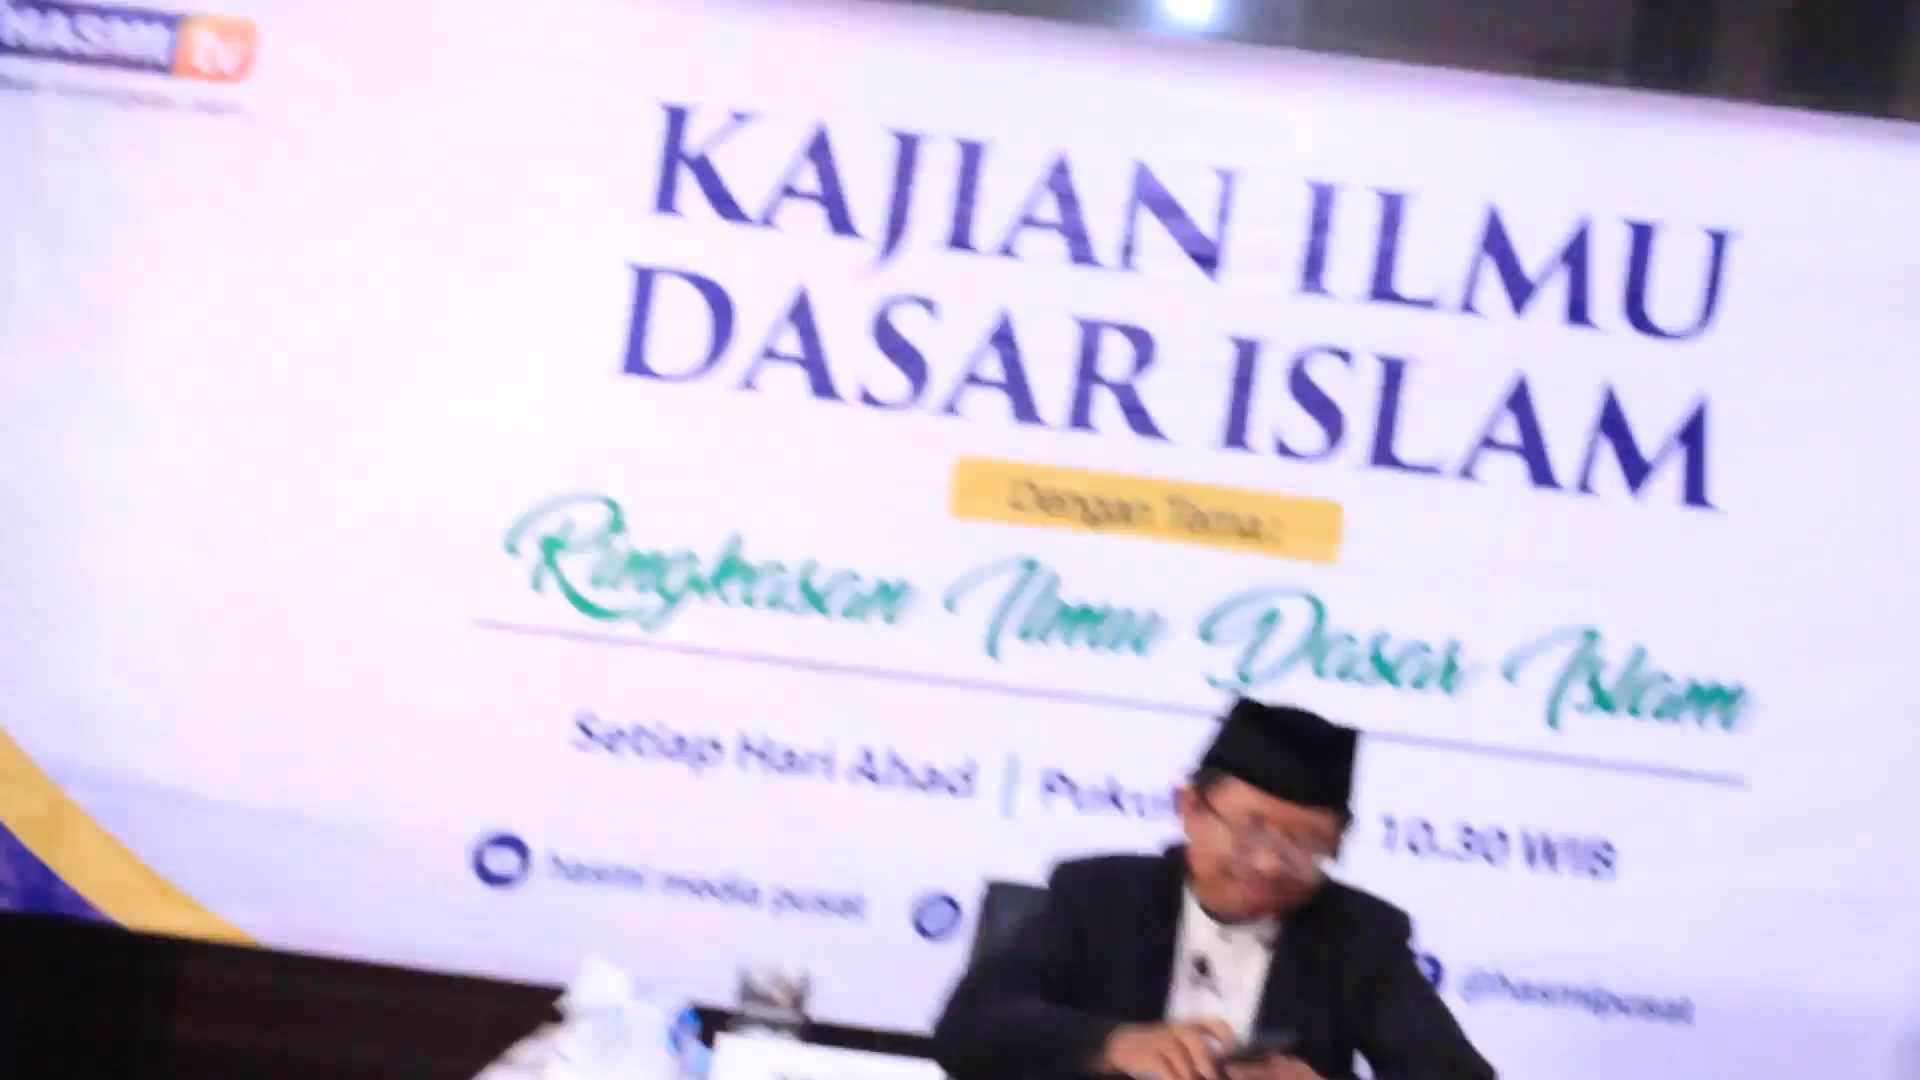 HASMI tv
KAJIAN ILMU
DASAR ISLAM
Dengan Tema:
Ringkasan Ilmu Dasar Islam
Setiap Hari Ahad | 10.30 WIB
hasmi media pusat
@hasmipusat